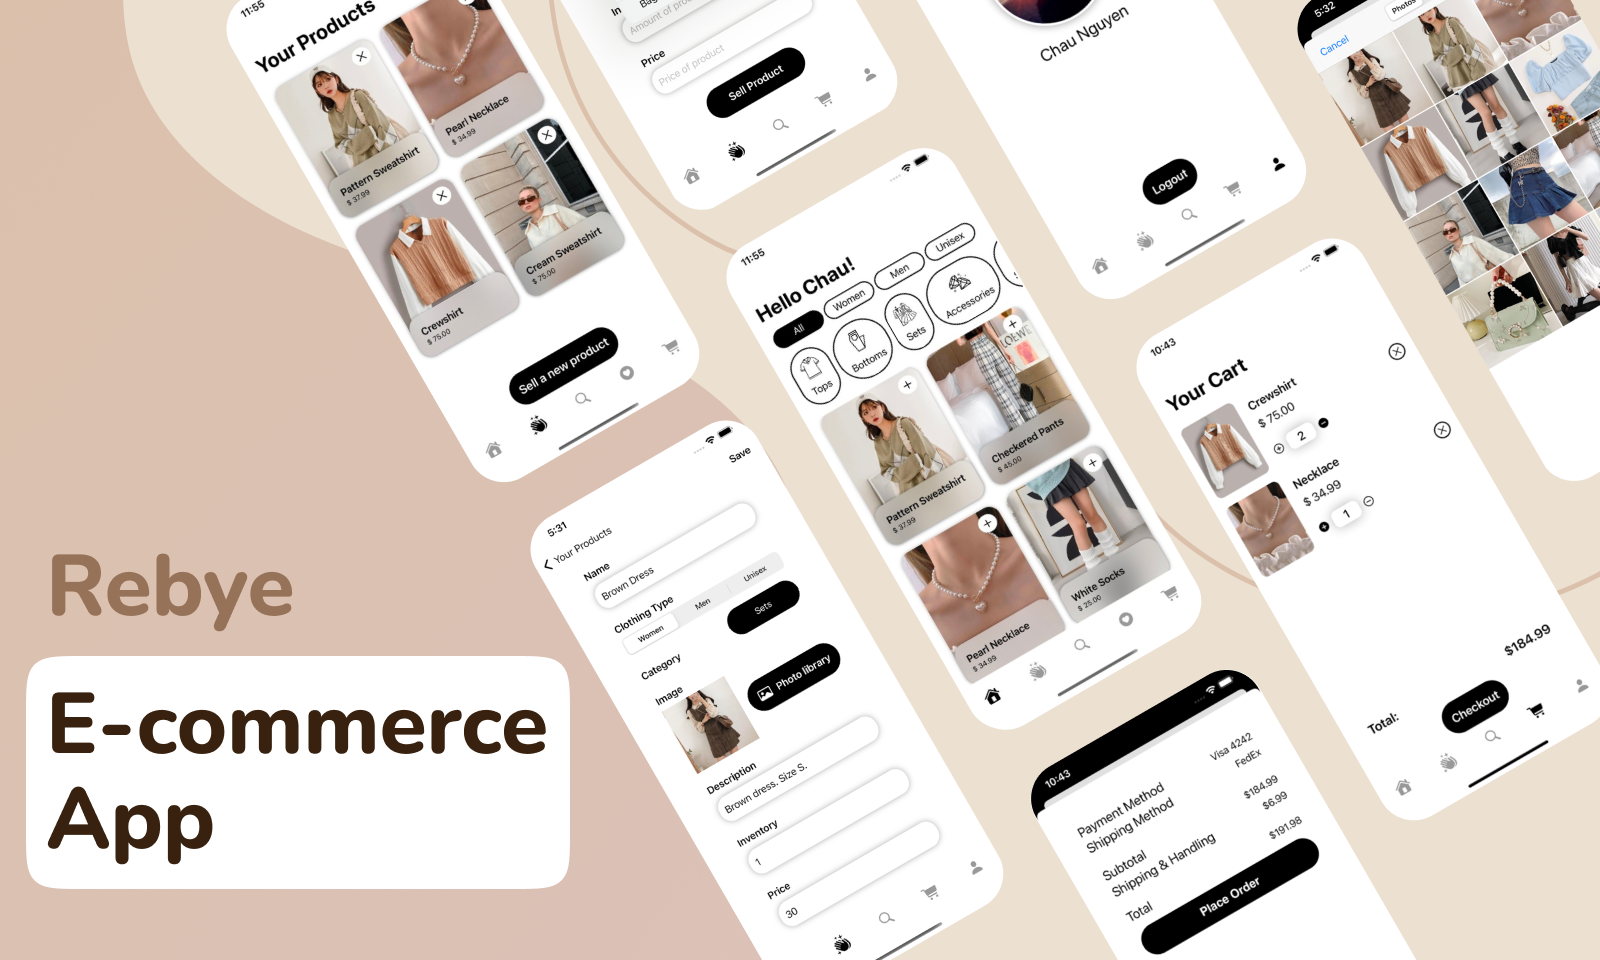 Rebye
E-commerce
App
11:55
Your Products
Pattern Sweatshirt
$ 37.99
Pearl Necklace
$ 34.99
Crewshirt
$ 75.00
Cream Sweatshirt
$ 75.00
Sell a new product
In
Amount of pro
Price
Price of product
Sell Product
Chau Nguyen
Logout
5:32
Photos
Cancel
5:31
Save
Your Products
Name
Brown Dress
Clothing Type
Women
Men
Unisex
Category
Sets
Image
Photo library
Description
Brown dress. Size S.
Inventory
1
Price
30
11:55
Hello Chau!
All
Women
Men
Unisex
Tops
Bottoms
Sets
Accessories
LOEWE
Pattern Sweatshirt
$ 37.99
Checkered Pants
$ 45.00
Pearl Necklace
$ 34.99
White Socks
$ 25.00
10:43
Your Cart
Crewshirt
$ 75.00
2
Necklace
$ 34.99
1
Total:
$184.99
Checkout
10:43
Payment Method
Visa 4242
Shipping Method
FedEx
Subtotal
$184.99
Shipping & Handling
$6.99
Total
$191.98
Place Order